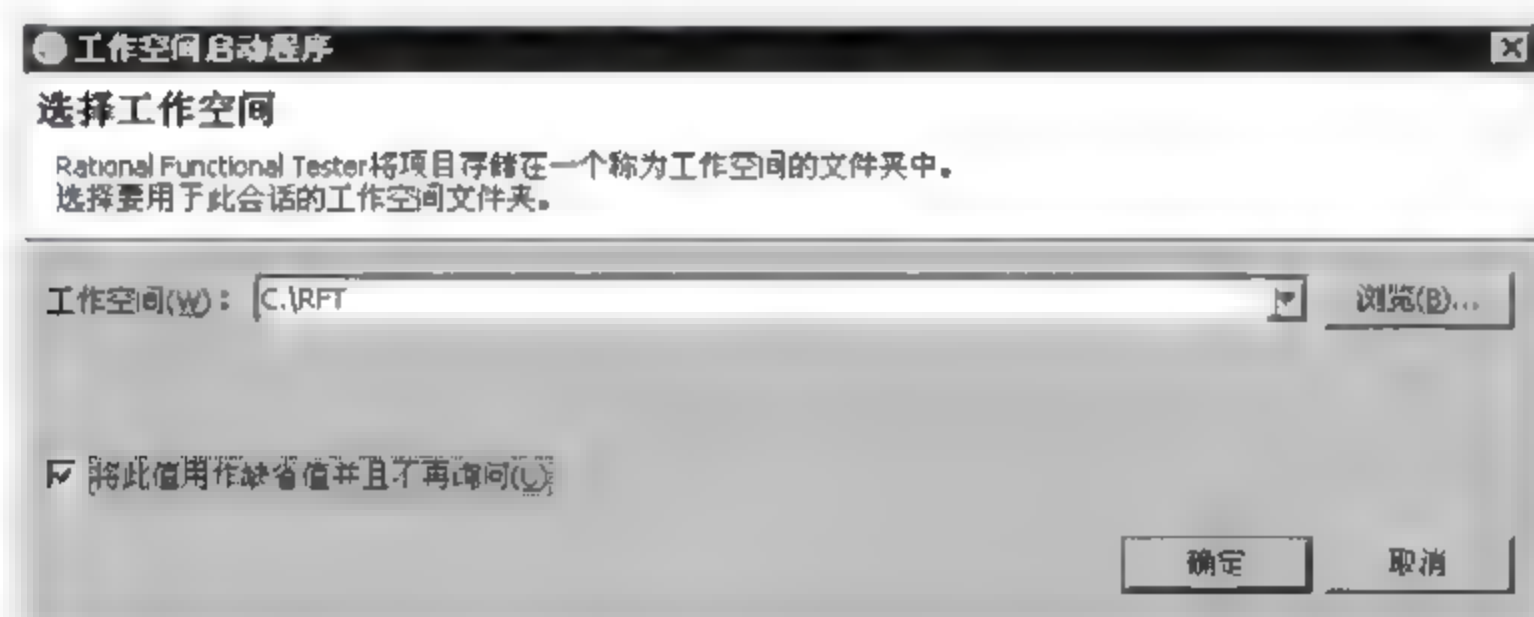 工作空间启动程序
选择工作空间
Rational Functional Tester将项目存储在一个称为工作空间的文件夹中。
选择要用于此会话的工作空间文件夹。
工作空间(W)： C:\RFT 浏览(B)...
将此值用作缺省值并且不再询问(U)
确定 取消